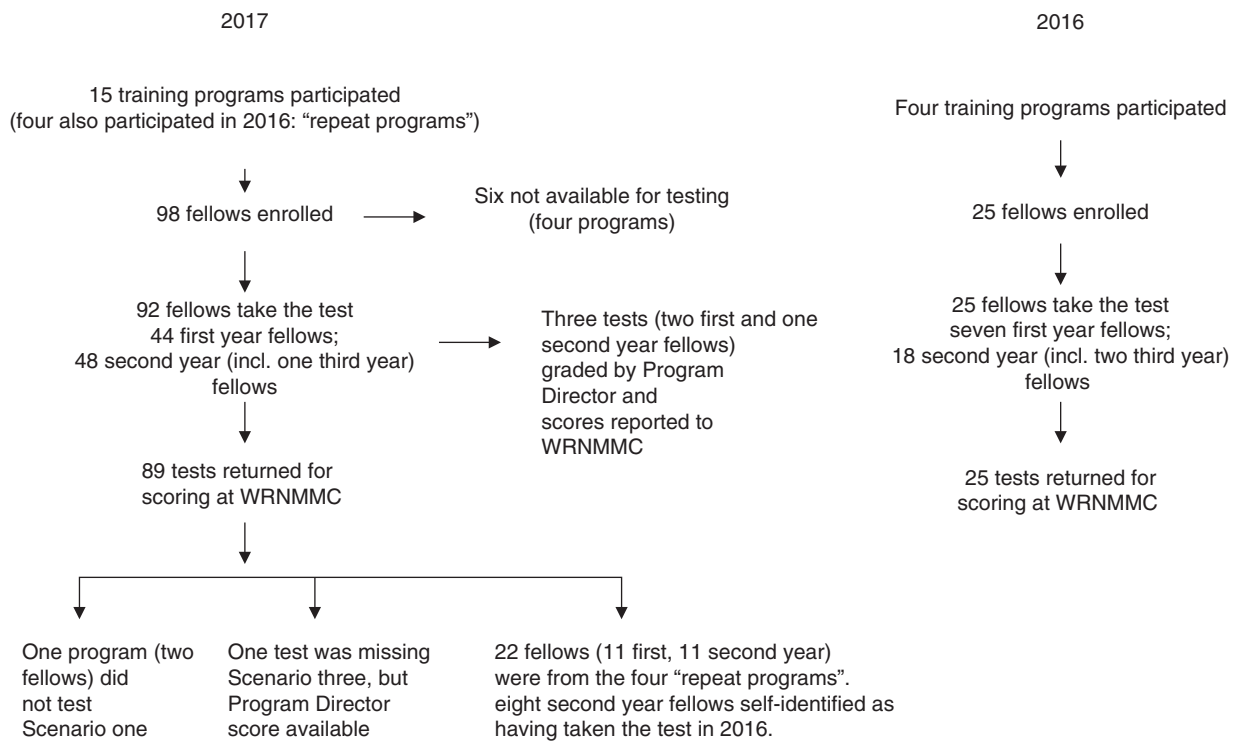 2017
15 training programs participated
(four also participated in 2016: “repeat programs”)
98 fellows enrolled
Six not available for testing
(four programs)
92 fellows take the test
44 first year fellows;
48 second year (incl. one third year)
fellows
Three tests (two first and one
second year fellows)
graded by Program
Director and
scores reported to
WRNMMC
89 tests returned for
scoring at WRNMMC
One program (two
fellows) did
not test
Scenario one
One test was missing
Scenario three, but
Program Director
score available
22 fellows (11 first, 11 second year)
were from the four “repeat programs”.
eight second year fellows self-identified as
having taken the test in 2016.
2016
Four training programs participated
25 fellows enrolled
25 fellows take the test
seven first year fellows;
18 second year (incl. two third year)
fellows
25 tests returned for
scoring at WRNMMC